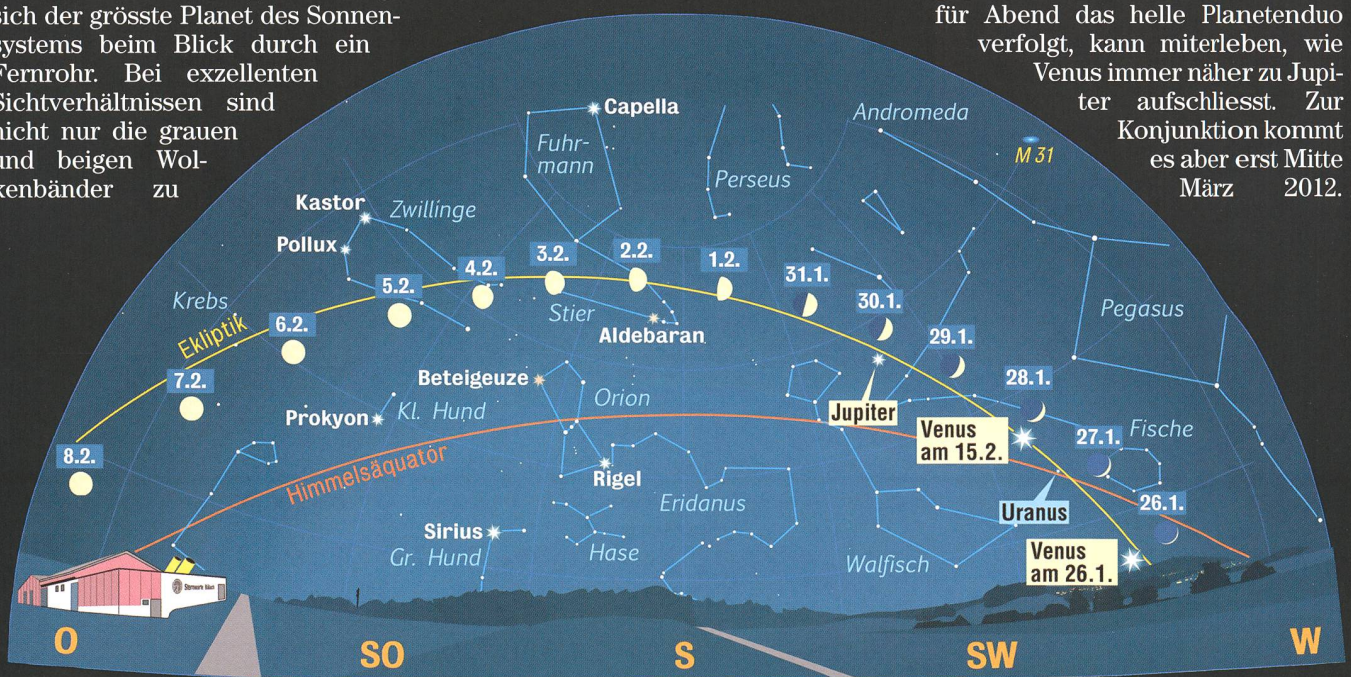 sich der grösste Planet des Sonnen-
systems beim Blick durch ein
Fernrohr. Bei exzellenten
Sichtverhältnissen sind
nicht nur die grauen
und beigen Wol-
kenbänder zu
für Abend das helle Planetenduo
verfolgt, kann miterleben, wie
Venus immer näher zu Jupi-
ter aufschliesst. Zur
Konjunktion kommt
es aber erst Mitte
März 2012.
Capella
Andromeda
Fuhr-
mann
M 31
Perseus
Kastor
Zwillinge
Pollux
3.2.
2.2.
1.2.
4.2.
31.1.
5.2.
30.1.
Krebs
Stier
Pegasus
6.2.
Ekliptik
Aldebaran
29.1.
7.2.
Beteigeuze
28.1.
Orion
Prokyon
Kl. Hund
Jupiter
Venus
am 15.2.
27.1.
Fische
8.2.
Himmelsäquator
Rigel
Eridanus
26.1.
Uranus
Sirius
Gr. Hund
Hase
Walfisch
Venus
am 26.1.
O
SO
S
SW
W